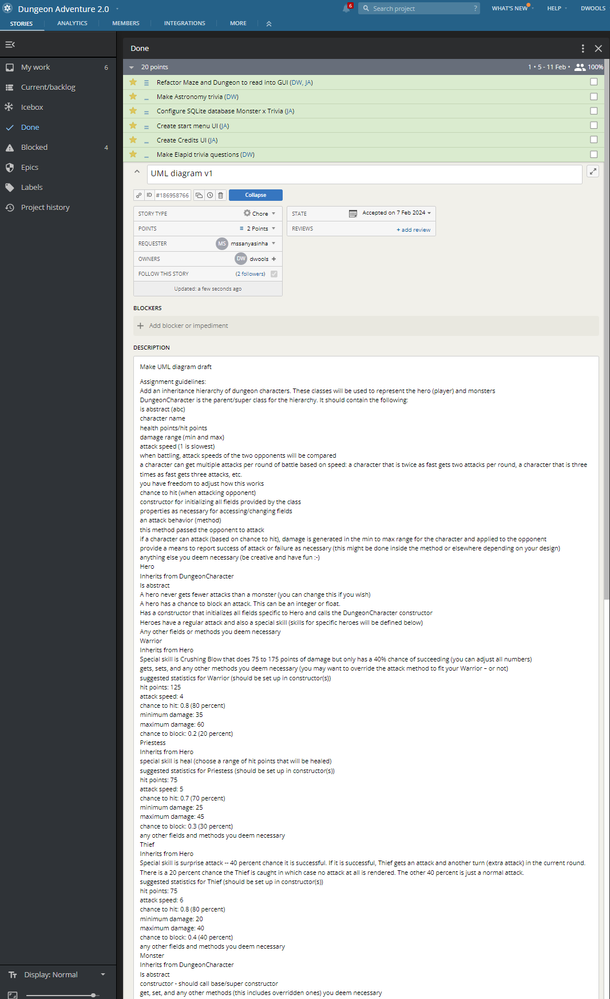 Dungeon Adventure 2.0
6
Search project
?
WHAT'S NEW
HELP
DWOOLS
STORIES
ANALYTICS
MEMBERS
INTEGRATIONS
MORE
My work
6
Current/backlog
Icebox
Done
Blocked
4
Epics
Labels
Project history
Display: Normal
Done
20 points
1 • 5 - 11 Feb •
100%
Refactor Maze and Dungeon to read into GUI (DW, JA)
Make Astronomy trivia (DW)
Configure SQLite database Monster x Trivia (JA)
Create start menu UI (JA)
Create Credits UI (JA)
Make Elapid trivia questions (DW)
UML diagram v1
ID
#186958766
Collapse
STORY TYPE
Chore
POINTS
2 Points
REQUESTER
MS
mssanyasinha
OWNERS
DW
dwools
+
FOLLOW THIS STORY
(2 followers)
Updated: a few seconds ago
STATE
Accepted on 7 Feb 2024
REVIEWS
+ add review
BLOCKERS
+ Add blocker or impediment
DESCRIPTION
Make UML diagram draft
Assignment guidelines:
Add an inheritance hierarchy of dungeon characters. These classes will be used to represent the hero (player) and monsters
DungeonCharacter is the parent/super class for the hierarchy. It should contain the following:
is abstract (abc)
character name
health points/hit points
damage range (min and max)
attack speed (1 is slowest)
when battling, attack speeds of the two opponents will be compared
a character can get multiple attacks per round of battle based on speed: a character that is twice as fast gets two attacks per round, a character that is three
times as fast gets three attacks, etc.
you have freedom to adjust how this works
chance to hit (when attacking opponent)
constructor for initializing all fields provided by the class
properties as necessary for accessing/changing fields
an attack behavior (method)
this method passed the opponent to attack
if a character can attack (based on chance to hit), damage is generated in the min to max range for the character and applied to the opponent
provide a means to report success of attack or failure as necessary (this might be done inside the method or elsewhere depending on your design)
anything else you deem necessary (be creative and have fun :-)
Hero
Inherits from DungeonCharacter
Is abstract
A hero never gets fewer attacks than a monster (you can change this if you wish)
A hero has a chance to block an attack. This can be an integer or float.
Has a constructor that initializes all fields specific to Hero and calls the DungeonCharacter constructor
Heroes have a regular attack and also a special skill (skills for specific heroes will be defined below)
Any other fields or methods you deem necessary
Warrior
Inherits from Hero
Special skill is Crushing Blow that does 75 to 175 points of damage but only has a 40% chance of succeeding (you can adjust all numbers)
gets, sets, and any other methods you deem necessary (you may want to override the attack method to fit your Warrior – or not)
suggested statistics for Warrior (should be set up in constructor(s))
hit points: 125
attack speed: 4
chance to hit: 0.8 (80 percent)
minimum damage: 35
maximum damage: 60
chance to block: 0.2 (20 percent)
Priestess
Inherits from Hero
special skill is heal (choose a range of hit points that will be healed)
suggested statistics for Priestess (should be set up in constructor(s))
hit points: 75
attack speed: 5
chance to hit: 0.7 (70 percent)
minimum damage: 25
maximum damage: 45
chance to block: 0.3 (30 percent)
any other fields and methods you deem necessary
Thief
Inherits from Hero
Special skill is surprise attack -- 40 percent chance it is successful. If it is successful, Thief gets an attack and another turn (extra attack) in the current round.
There is a 20 percent chance the Thief is caught in which case no attack at all is rendered. The other 40 percent is just a normal attack.
suggested statistics for Thief (should be set up in constructor(s))
hit points: 75
attack speed: 6
chance to hit: 0.8 (80 percent)
minimum damage: 20
maximum damage: 40
chance to block: 0.4 (40 percent)
any other fields and methods you deem necessary
Monster
Inherits from DungeonCharacter
Is abstract
constructor - should call base/super constructor
get, set, and any other methods (this includes overridden ones) you deem necessary